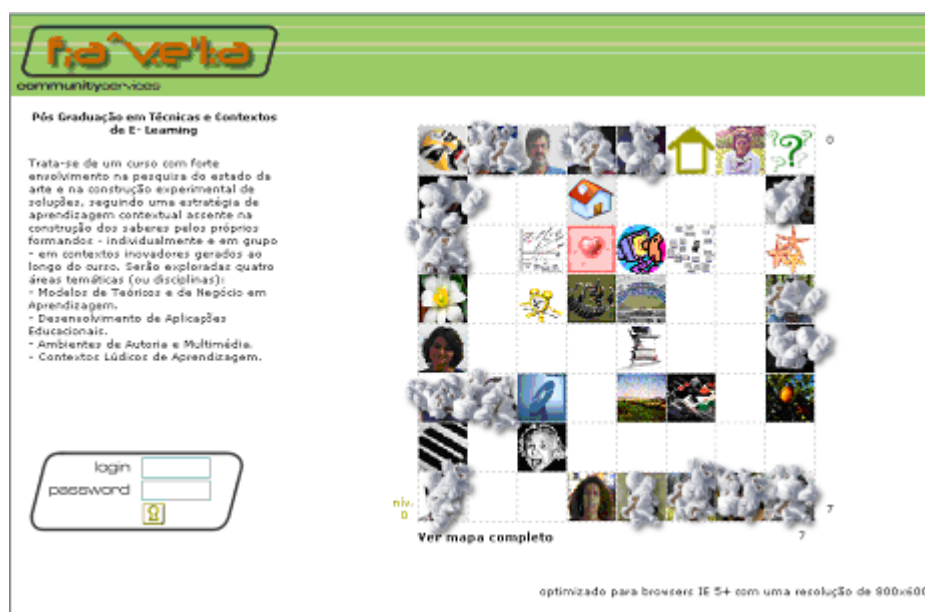 f:a^v.e'l:a
communityservices
Pós Graduação em Técnicas e Contextos
de E- Learning
Trata-se de um curso com forte
ensolvimento na pesquisa do estado da
arte e na construção experimental de
soluções, seguindo uma estratégia de
aprendizagem contextual assente na
construção dos saberes pelos próprios
formandos - individualmente e em grupo
- em contextos inovadores gerados ao
longo do curso. Serão exploradas quatro
áreas temáticas (ou disciplinas):
- Modelos de Teóricos e de Negócio em
Aprendizagem.
- Desenvolvimento de Aplicações
Educacionais.
- Ambientes de Autoria e Multimédia.
- Contextos Lúdicos de Aprendizagem.
login
password
0
niv.
0
7
Ver mapa completo
7
optimizado para browsers IE 5+ com uma resolução de 800x600